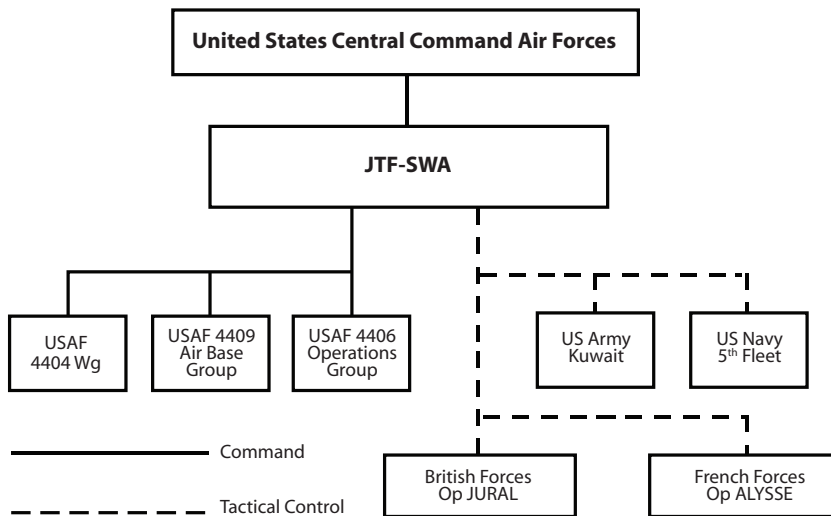 United States Central Command Air Forces
JTF-SWA
USAF
4404 Wg
USAF 4409
Air Base
Group
USAF 4406
Operations
Group
US Army
Kuwait
US Navy
5th Fleet
Command
British Forces
Op JURAL
French Forces
Op ALYSSE
Tactical Control